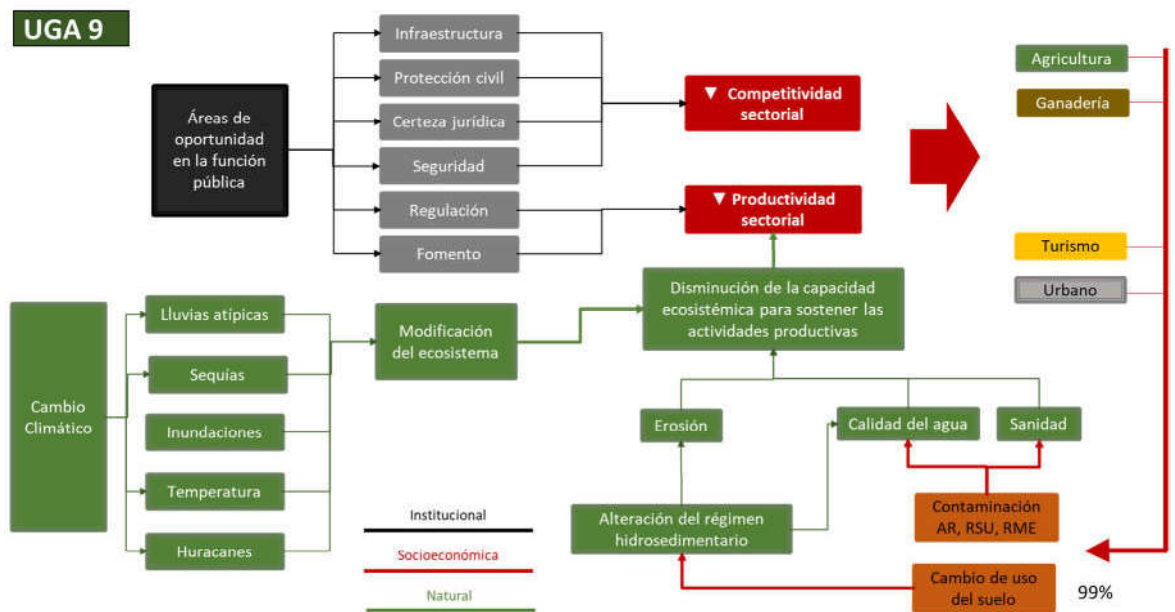 UGA 9
Áreas de
oportunidad
en la función
pública
Infraestructura
Protección civil
Certeza jurídica
Seguridad
Regulación
Fomento
▼ Competitividad
sectorial
▼ Productividad
sectorial
Agricultura
Ganadería
Turismo
Urbano
Cambio
Climático
Lluvias atípicas
Sequías
Inundaciones
Temperatura
Huracanes
Modificación
del ecosistema
Disminución de la capacidad
ecosistémica para sostener las
actividades productivas
Erosión
Calidad del agua
Sanidad
Alteración del régimen
hidrosedimentario
Contaminación
AR, RSU, RME
Cambio de uso
del suelo
99%
Institucional
Socioeconómica
Natural